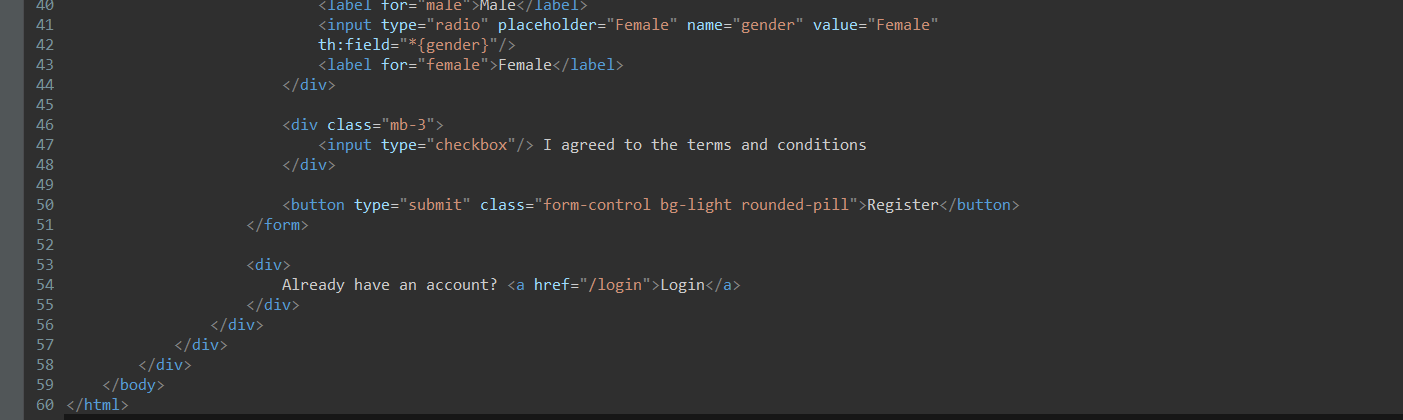 40                             <label for="male">Male</label>
41                             <input type="radio" placeholder="Female" name="gender" value="Female"
42                             th:field="*{gender}"/>
43                             <label for="female">Female</label>
44                         </div>
45
46                         <div class="mb-3">
47                             <input type="checkbox"/> I agreed to the terms and conditions
48                         </div>
49
50                         <button type="submit" class="form-control bg-light rounded-pill">Register</button>
51                     </form>
52
53                     <div>
54                         Already have an account? <a href="/login">Login</a>
55                     </div>
56                 </div>
57             </div>
58         </div>
59     </body>
60 </html>